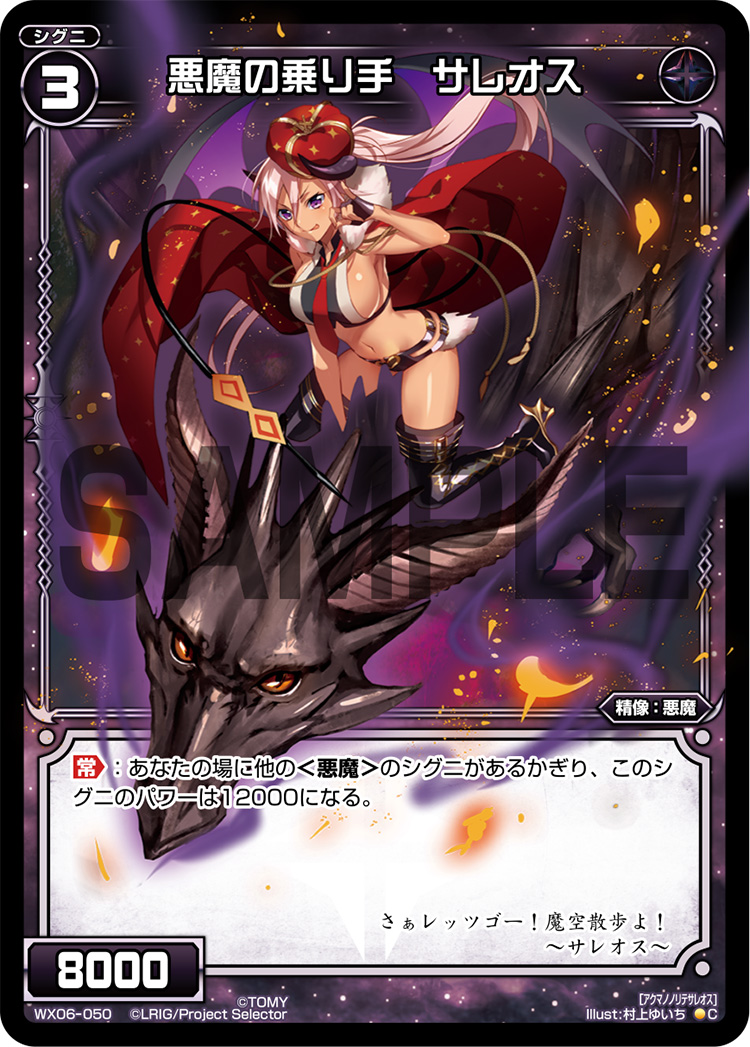 シグニ
3
悪魔の乗り手 サレオス
SAMPLE
精像：悪魔
常：あなたの場に他の＜悪魔＞のシグニがあるかぎり、このシ
グニのパワーは12000になる。
さぁレッツゴー！魔空散歩よ！
～サレオス～
8000
[アクマノノリテサレオス]
WX06-050 ©LRIG/Project Selector
©TOMY
illust:村上ゆいち C